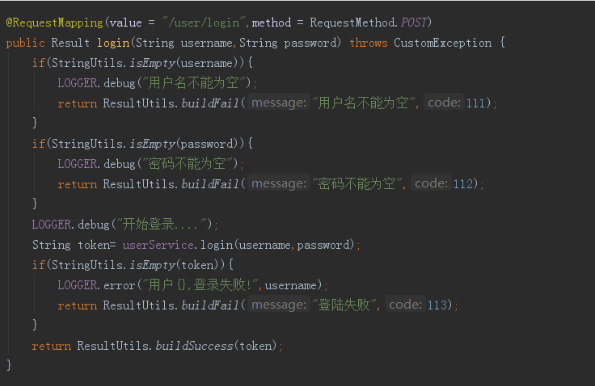 @RequestMapping(value = "/user/login",method = RequestMethod.POST)
public Result login(String username,String password) throws CustomException {
if(StringUtils.isEmpty(username)){
LOGGER.debug("用户名不能为空");
return ResultUtils.buildFail( message: "用户名不能为空", code: 111);
}
if(StringUtils.isEmpty(password)){
LOGGER.debug("密码不能为空");
return ResultUtils.buildFail( message: "密码不能为空", code: 112);
}
LOGGER.debug("开始登录....");
String token= userService.login(username,password);
if(StringUtils.isEmpty(token)){
LOGGER.error("用户{},登录失败!",username);
return ResultUtils.buildFail( message: "登陆失败", code: 113);
}
return ResultUtils.buildSuccess(token);
}